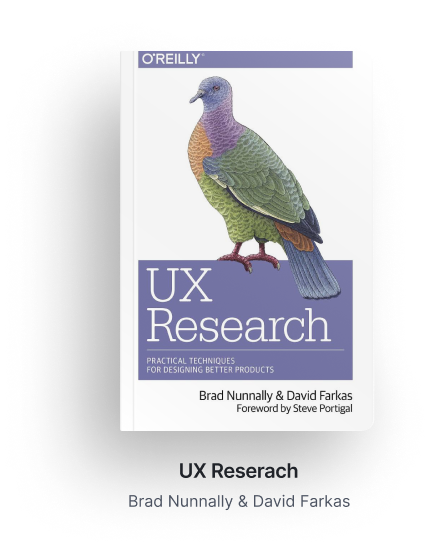 O'REILLY®
UX
Research
PRACTICAL TECHNIQUES
FOR DESIGNING BETTER PRODUCTS
Brad Nunnally & David Farkas
Foreword by Steve Portigal
UX Reserach
Brad Nunnally & David Farkas